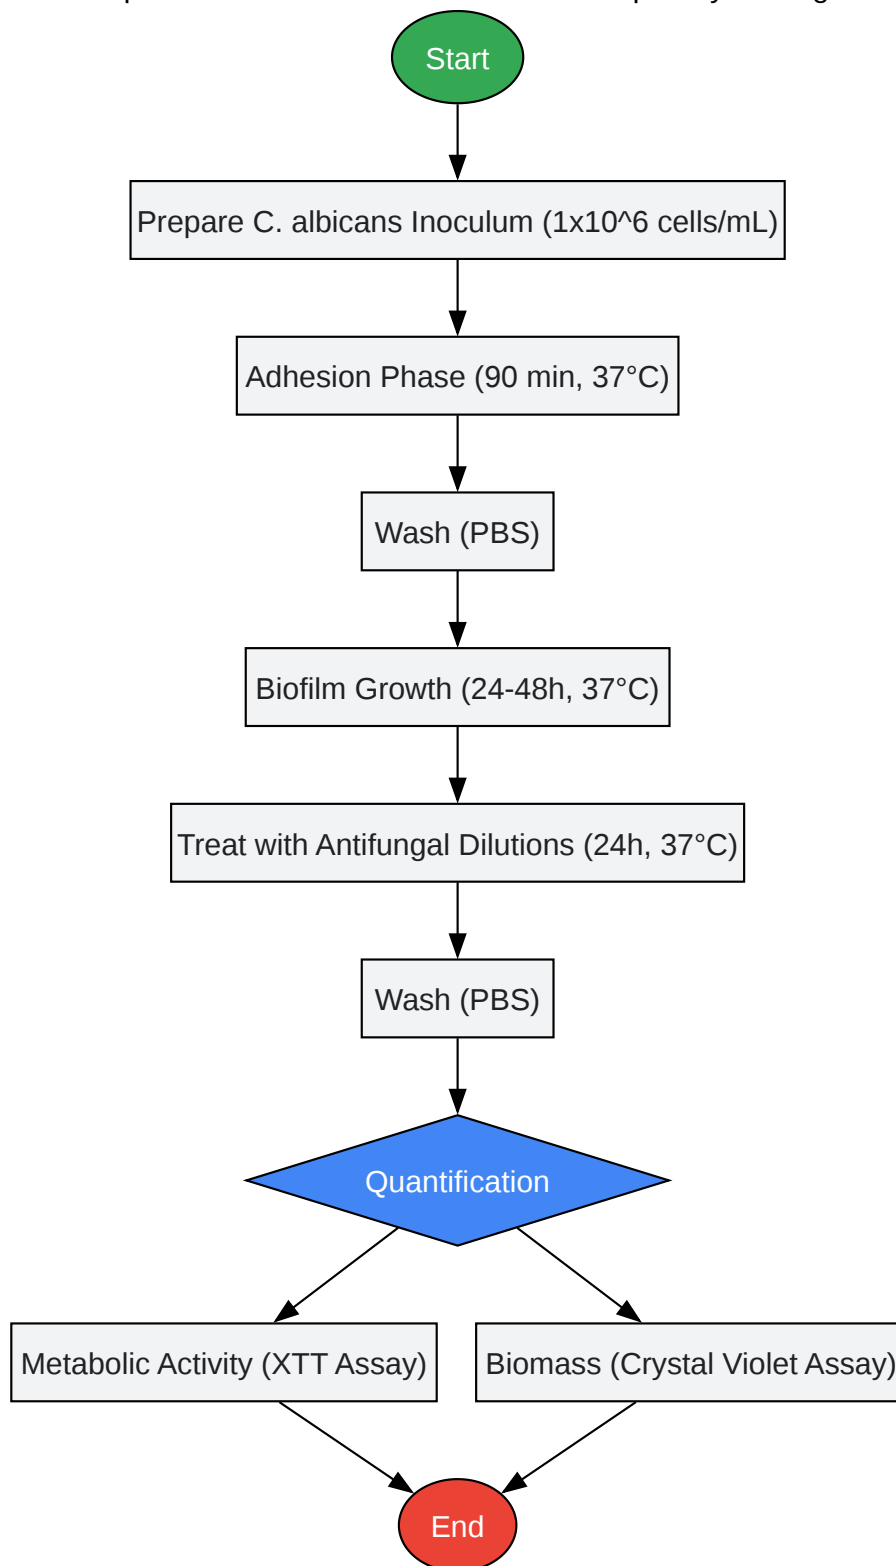 Start
Prepare C. albicans Inoculum (1x10^6 cells/mL)
Adhesion Phase (90 min, 37°C)
Wash (PBS)
Biofilm Growth (24-48h, 37°C)
Treat with Antifungal Dilutions (24h, 37°C)
Wash (PBS)
Quantification
Metabolic Activity (XTT Assay)
Biomass (Crystal Violet Assay)
End